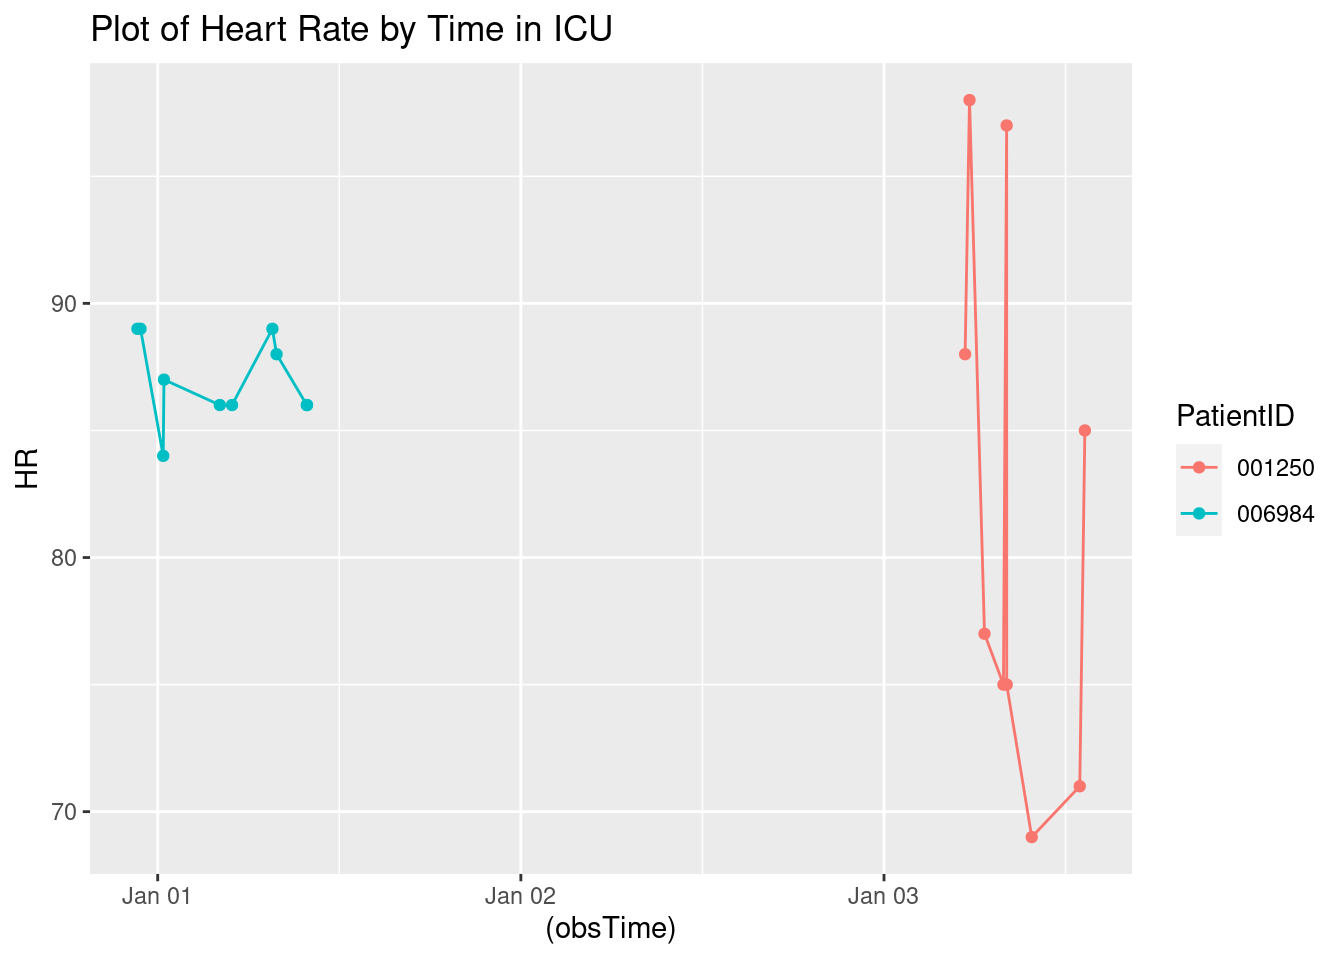 Plot of Heart Rate by Time in ICU
90
80
70
HR
Jan 01
Jan 02
Jan 03
(obsTime)
PatientID
001250
006984